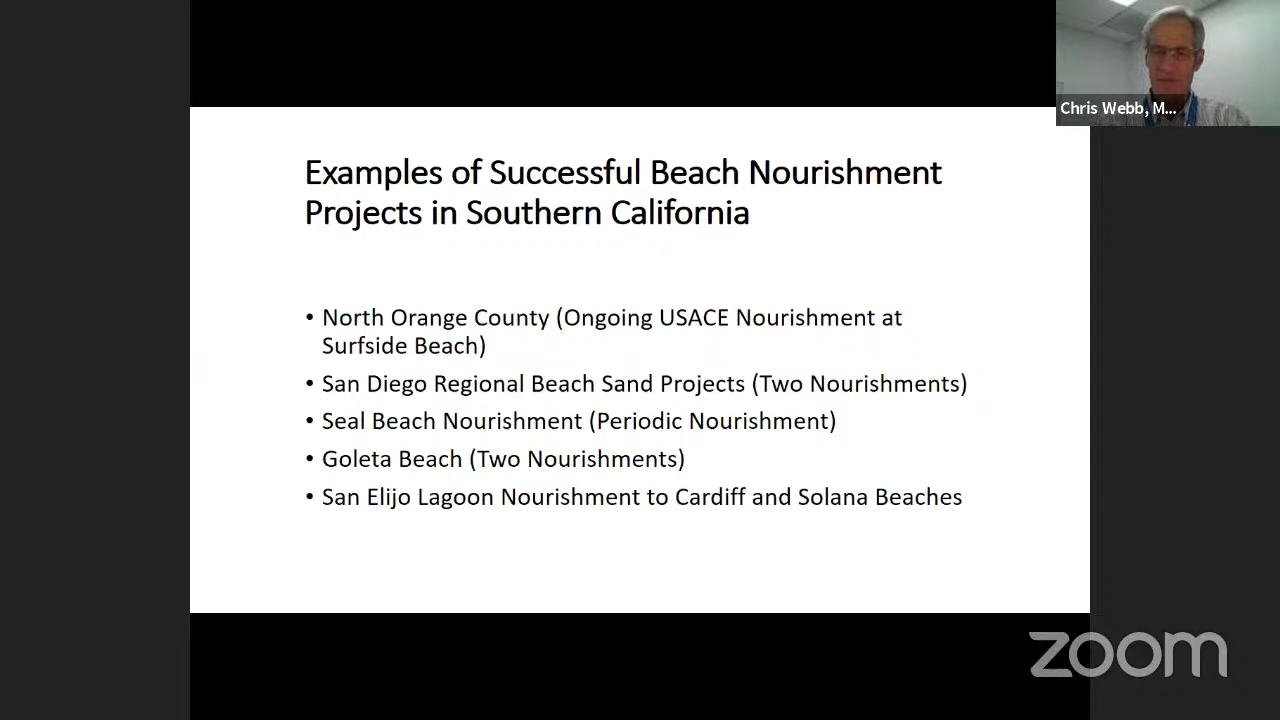 Chris Webb, M...
Examples of Successful Beach Nourishment
Projects in Southern California
• North Orange County (Ongoing USACE Nourishment at
Surfside Beach)
• San Diego Regional Beach Sand Projects (Two Nourishments)
• Seal Beach Nourishment (Periodic Nourishment)
• Goleta Beach (Two Nourishments)
• San Elijo Lagoon Nourishment to Cardiff and Solana Beaches
zoom